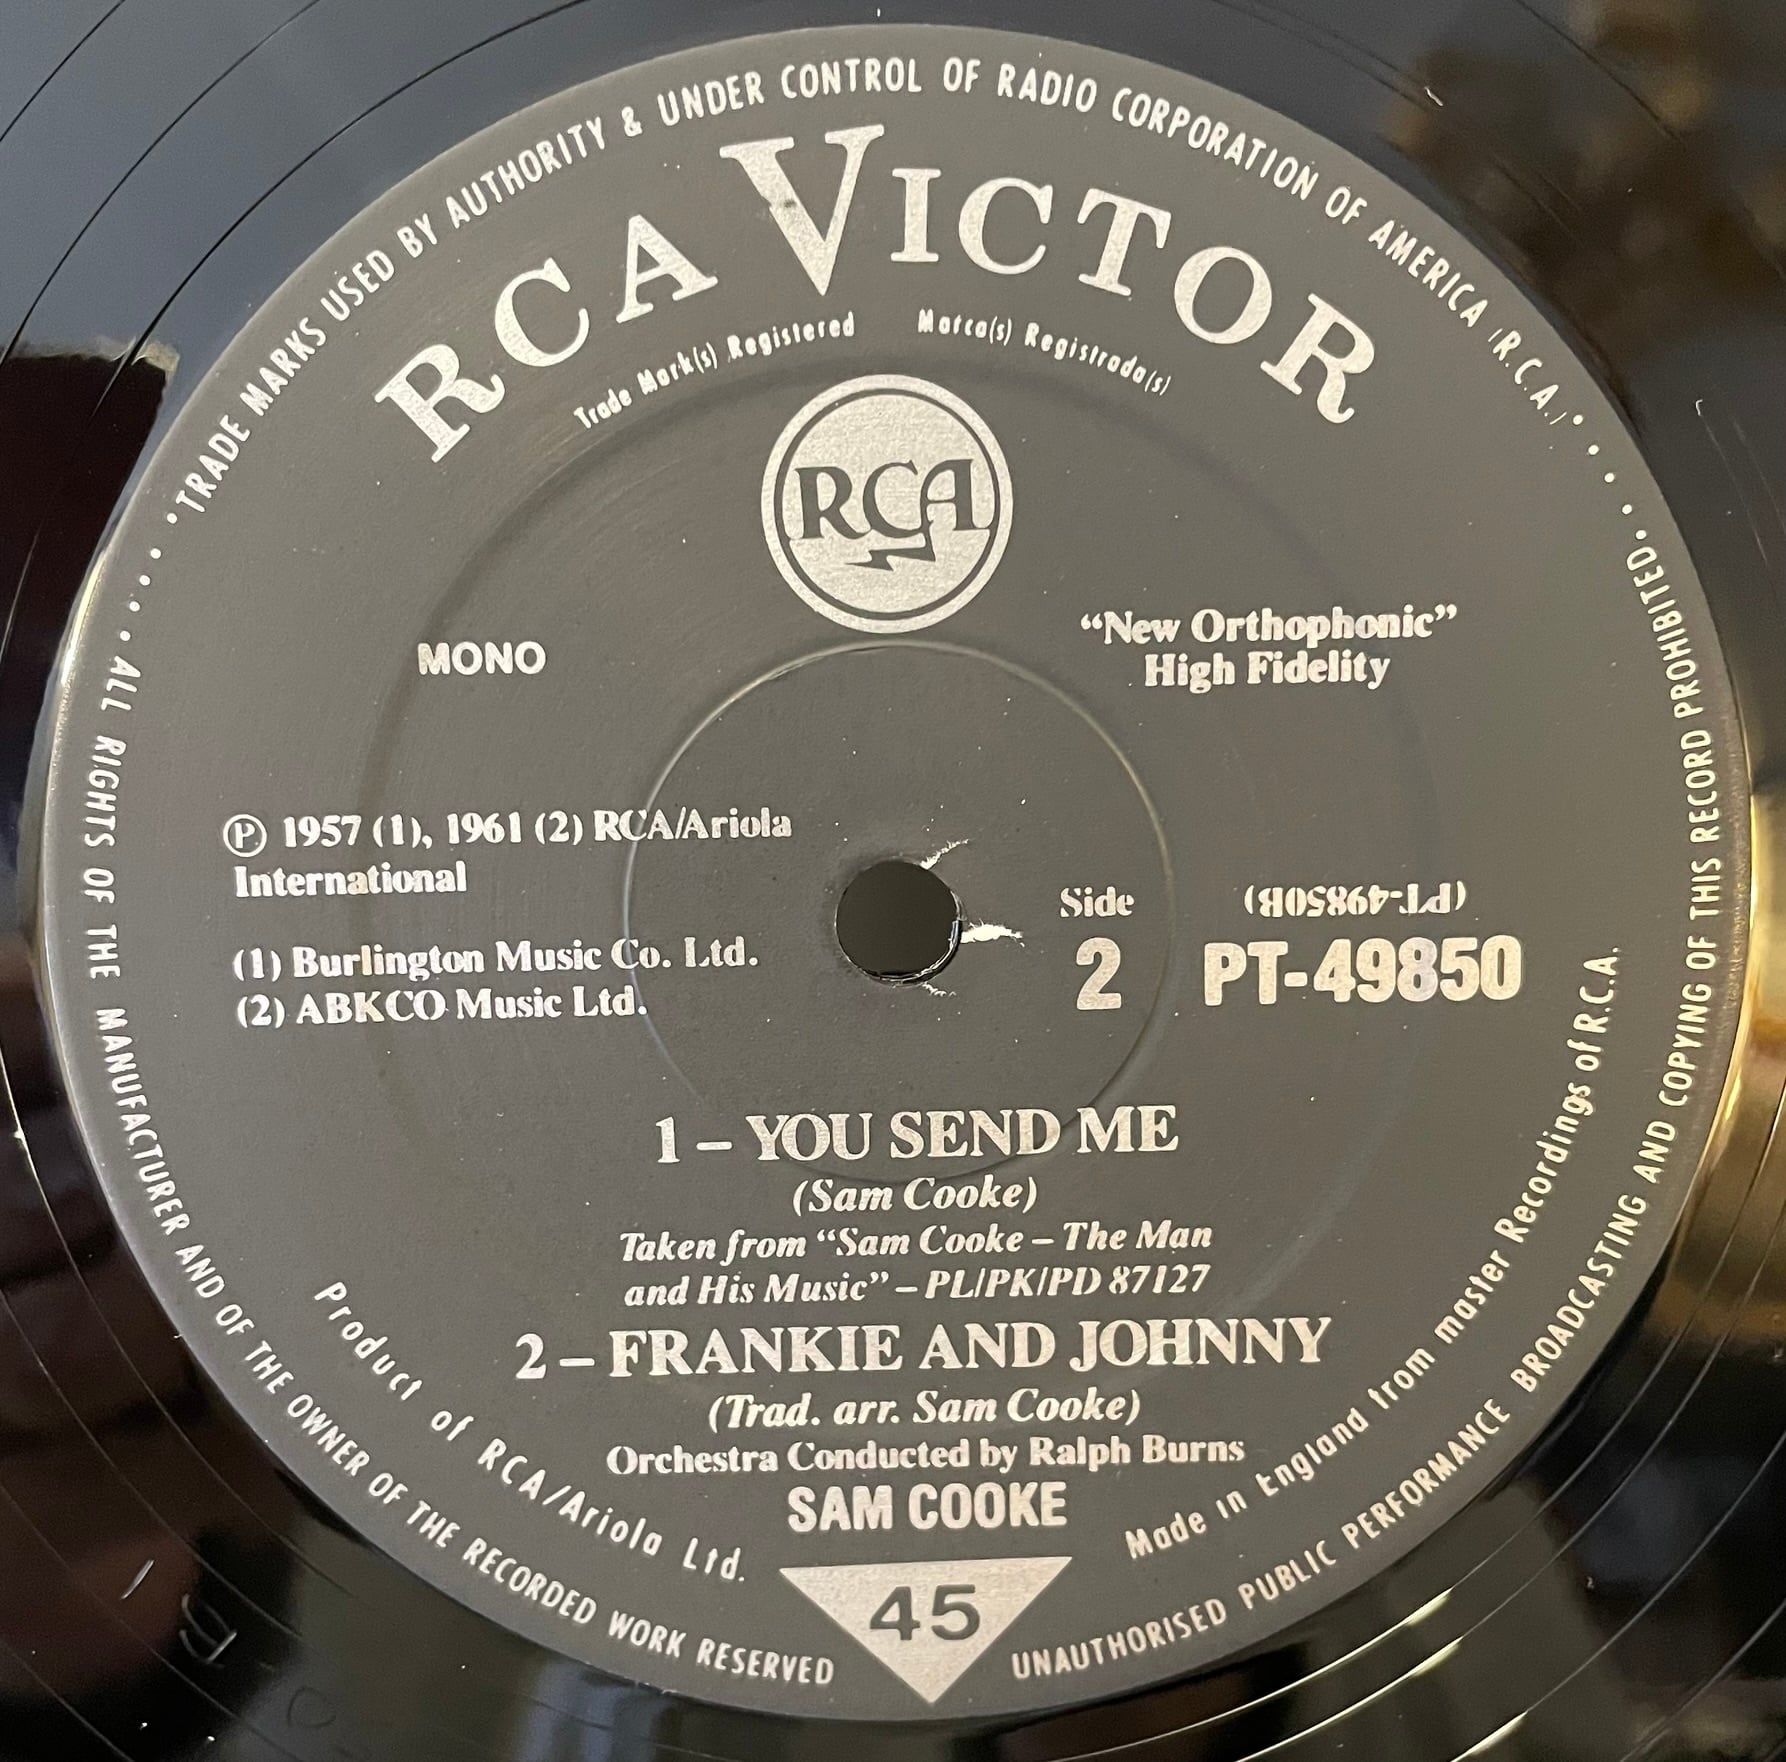 TRADE MARKS USED BY AUTHORITY & UNDER CONTROL OF RADIO CORPORATION OF AMERICA (R.C.A.)
RCA VICTOR
Trade Mark(s) Registered Marca(s) Registrada(s)
RCA
MONO
“New Orthophonic”
High Fidelity
Ⓟ 1957 (1), 1961 (2) RCA/Ariola
International
(1) Burlington Music Co. Ltd.
(2) ABKCO Music Ltd.
Side
2
(PT-49850B)
PT-49850
1 – YOU SEND ME
(Sam Cooke)
Taken from “Sam Cooke – The Man
and His Music” – PL/PK/PD 87127
2 – FRANKIE AND JOHNNY
(Trad. arr. Sam Cooke)
Orchestra Conducted by Ralph Burns
SAM COOKE
45
Product of RCA/Ariola Ltd.
Made in England from master Recordings of R.C.A.
ALL RIGHTS OF THE MANUFACTURER AND OF THE OWNER OF THE RECORDED WORK RESERVED
UNAUTHORISED PUBLIC PERFORMANCE BROADCASTING AND COPYING OF THIS RECORD PROHIBITED.